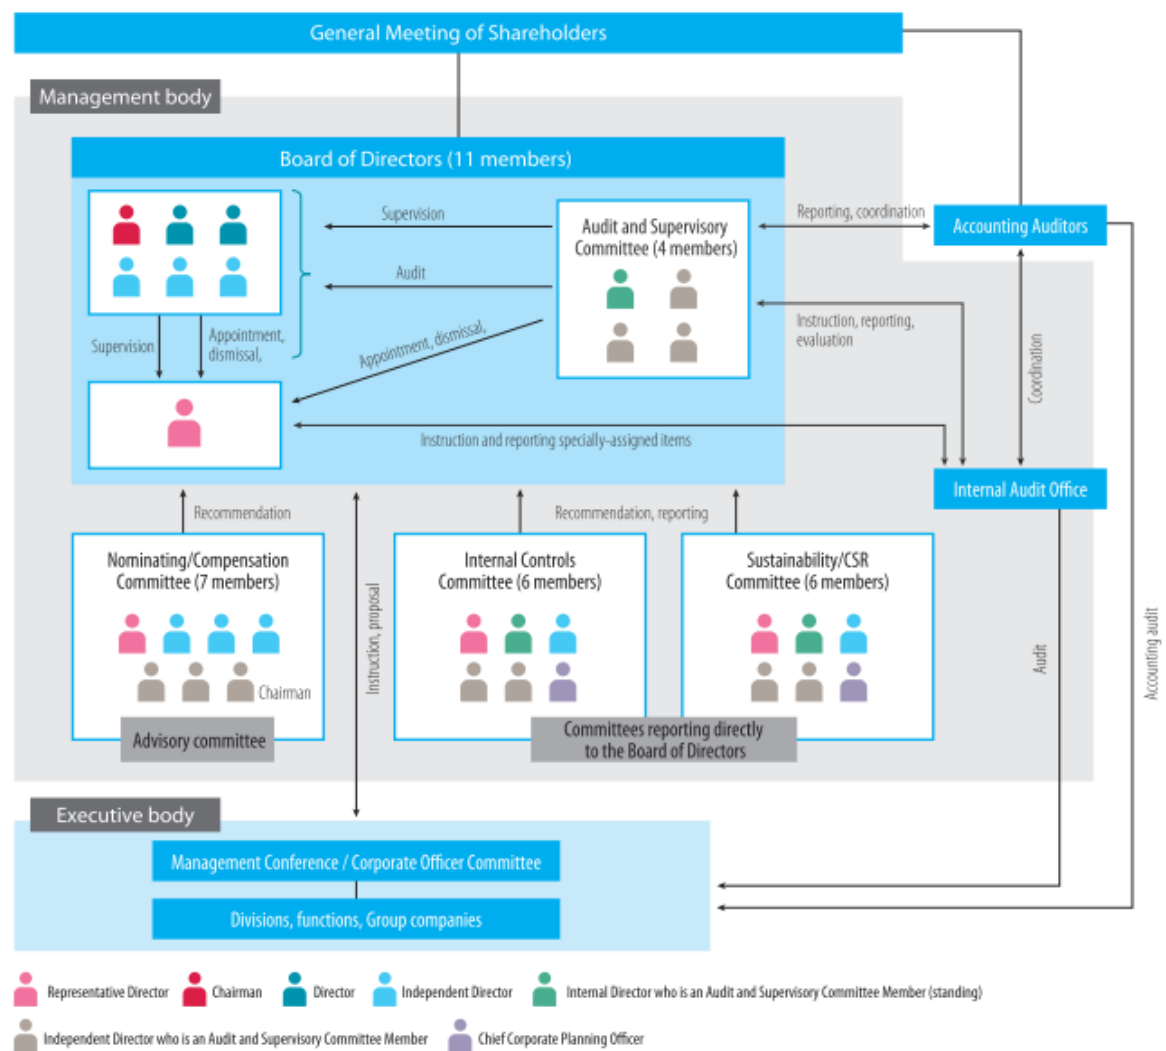 General Meeting of Shareholders
Management body
Board of Directors (11 members)
Supervision
Audit and Supervisory
Committee (4 members)
Reporting, coordination
Accounting Auditors
Audit
Supervision
Appointment,
dismissal,
Appointment, dismissal,
Instruction, reporting,
evaluation
Coordination
Instruction and reporting specially-assigned items
Internal Audit Office
Recommendation
Recommendation, reporting
Nominating/Compensation
Committee (7 members)
Chairman
Advisory committee
Instruction, proposal
Internal Controls
Committee (6 members)
Sustainability/CSR
Committee (6 members)
Committees reporting directly
to the Board of Directors
Audit
Accounting audit
Executive body
Management Conference / Corporate Officer Committee
Divisions, functions, Group companies
Representative Director
Chairman
Director
Independent Director
Internal Director who is an Audit and Supervisory Committee Member (standing)
Independent Director who is an Audit and Supervisory Committee Member
Chief Corporate Planning Officer